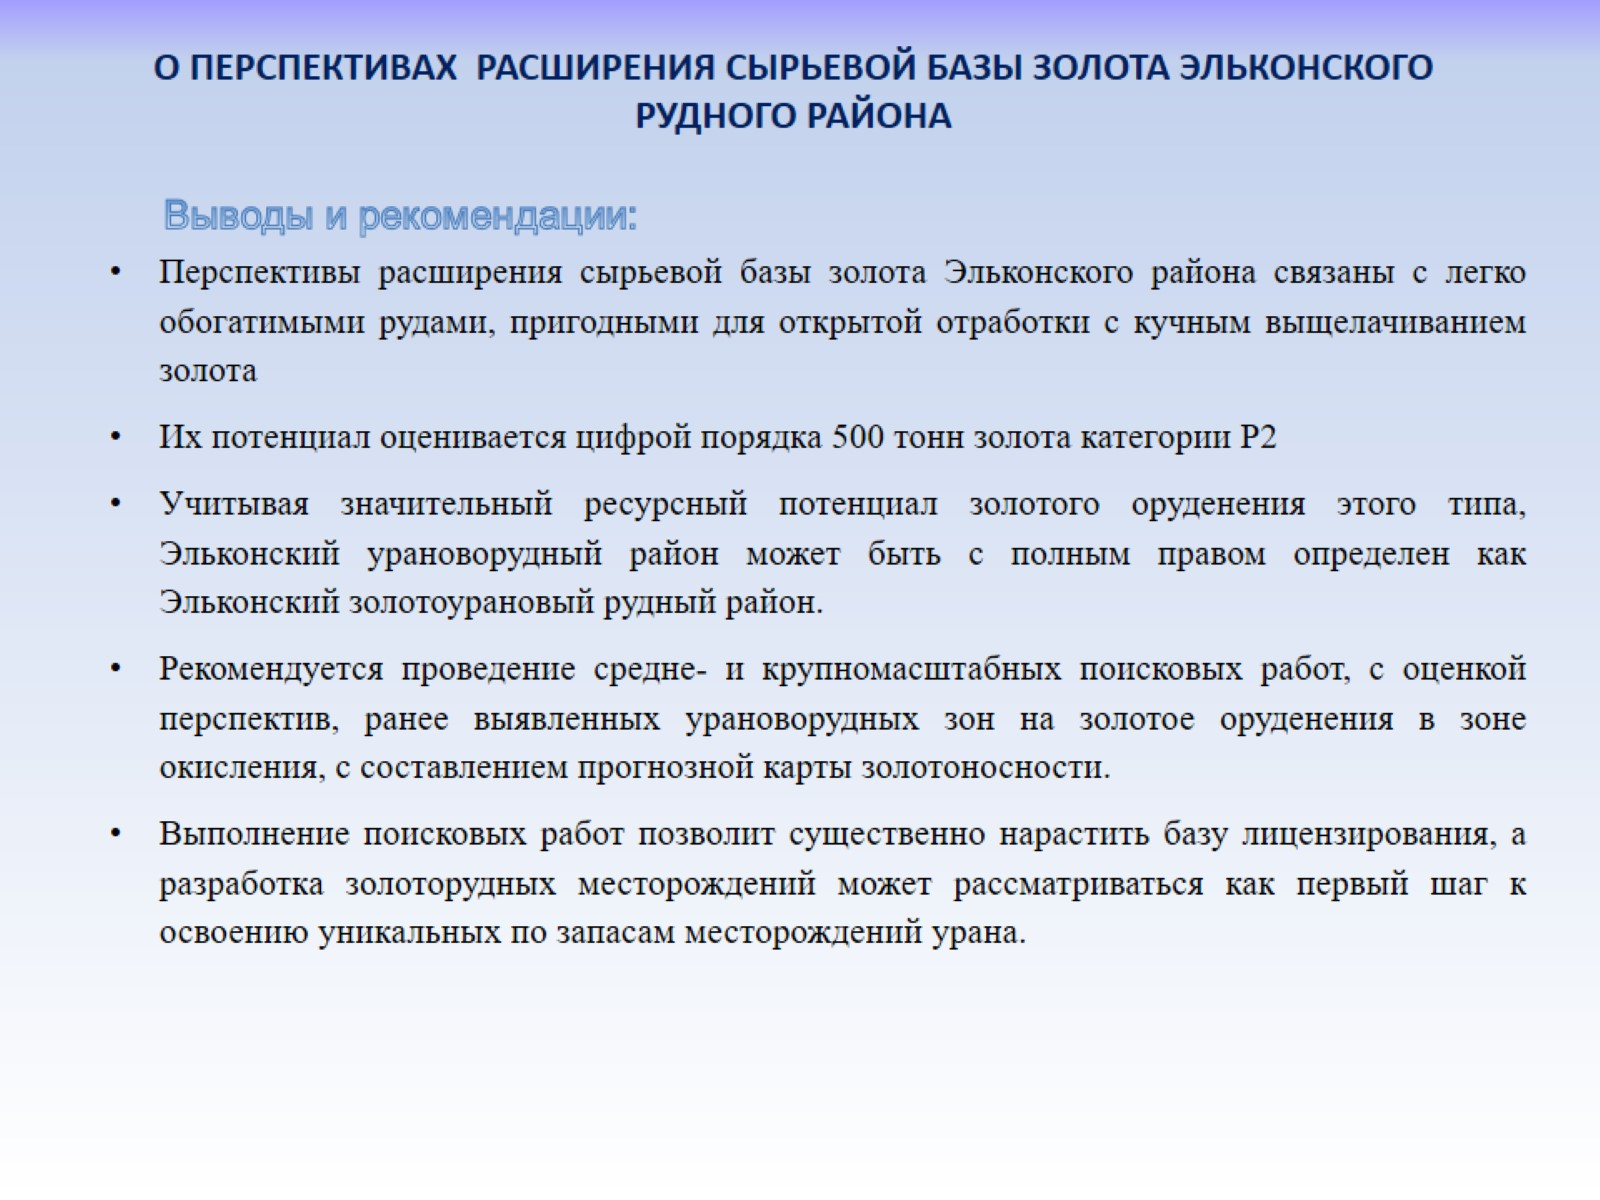 О ПЕРСПЕКТИВАХ РАСШИРЕНИЯ СЫРЬЕВОЙ БАЗЫ ЗОЛОТА ЭЛЬКОНСКОГО
РУДНОГО РАЙОНА
Выводы и рекомендации:
• Перспективы расширения сырьевой базы золота Эльконского района связаны с легко
обогатимыми рудами, пригодными для открытой отработки с кучным выщелачиванием
золота
• Их потенциал оценивается цифрой порядка 500 тонн золота категории Р2
• Учитывая значительный ресурсный потенциал золотого оруденения этого типа,
Эльконский урановорудный район может быть с полным правом определен как
Эльконский золотоурановый рудный район.
• Рекомендуется проведение средне- и крупномасштабных поисковых работ, с оценкой
перспектив, ранее выявленных урановорудных зон на золотое оруденения в зоне
окисления, с составлением прогнозной карты золотоносности.
• Выполнение поисковых работ позволит существенно нарастить базу лицензирования, а
разработка золоторудных месторождений может рассматриваться как первый шаг к
освоению уникальных по запасам месторождений урана.